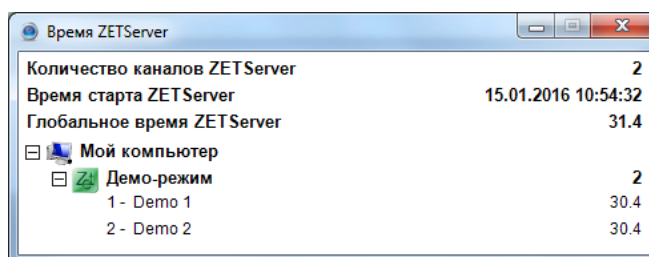 Время ZETServer
Количество каналов ZETServer 2
Время старта ZETServer 15.01.2016 10:54:32
Глобальное время ZETServer 31.4
Мой компьютер
Демо-режим 2
1 - Demo 1 30.4
2 - Demo 2 30.4